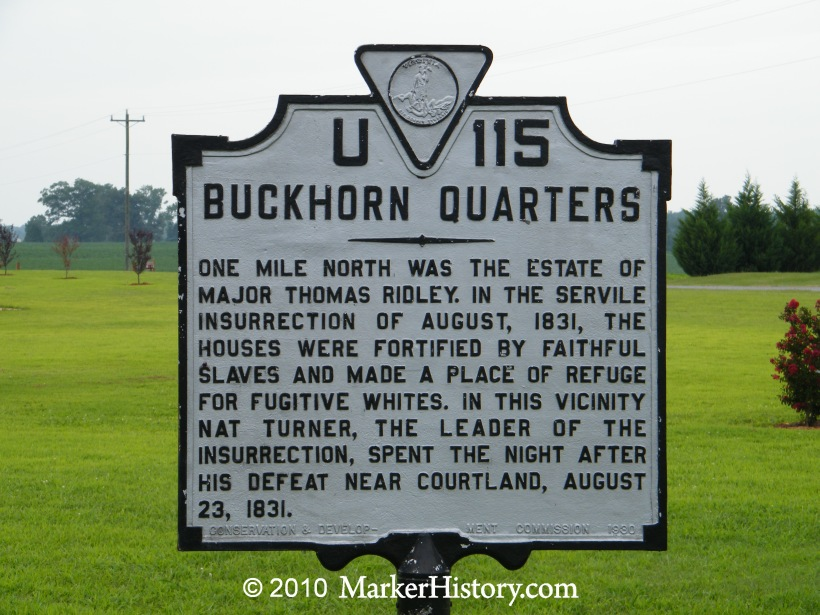 VIRGINIA
U 115
BUCKHORN QUARTERS
ONE MILE NORTH WAS THE ESTATE OF
MAJOR THOMAS RIDLEY. IN THE SERVILE
INSURRECTION OF AUGUST, 1831, THE
HOUSES WERE FORTIFIED BY FAITHFUL
SLAVES AND MADE A PLACE OF REFUGE
FOR FUGITIVE WHITES. IN THIS VICINITY
NAT TURNER, THE LEADER OF THE
INSURRECTION, SPENT THE NIGHT AFTER
HIS DEFEAT NEAR COURTLAND, AUGUST
23, 1831.
CONSERVATION & DEVELOP- MENT COMMISSION 1930
© 2010 MarkerHistory.com